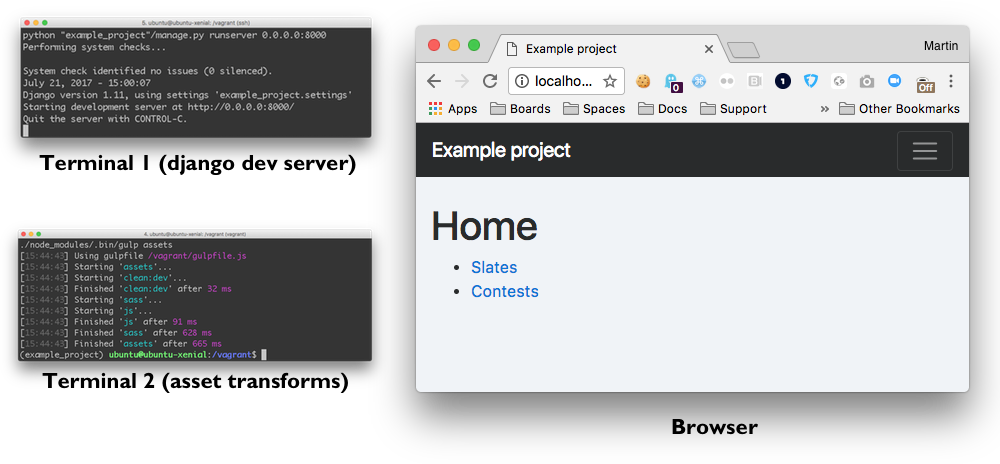 5. ubuntu@ubuntu-xenial: /vagrant (ssh)
python "example_project"/manage.py runserver 0.0.0.0:8000
Performing system checks...
System check identified no issues (0 silenced).
July 21, 2017 - 15:00:07
Django version 1.11, using settings 'example_project.settings'
Starting development server at http://0.0.0.0:8000/
Quit the server with CONTROL-C.
Terminal 1 (django dev server)
4. ubuntu@ubuntu-xenial: /vagrant (vagrant)
./node_modules/.bin/gulp assets
[15:44:43] Using gulpfile /vagrant/gulpfile.js
[15:44:43] Starting 'assets'...
[15:44:43] Starting 'clean:dev'...
[15:44:43] Finished 'clean:dev' after 32 ms
[15:44:43] Starting 'sass'...
[15:44:43] Starting 'js'...
[15:44:43] Finished 'js' after 91 ms
[15:44:43] Finished 'sass' after 628 ms
[15:44:43] Finished 'assets' after 665 ms
(example_project) ubuntu@ubuntu-xenial:/vagrant$
Terminal 2 (asset transforms)
Example project
Martin
localho...
0
1
Off
Apps
Boards
Spaces
Docs
Support
»
Other Bookmarks
Example project
Home
• Slates
• Contests
Browser